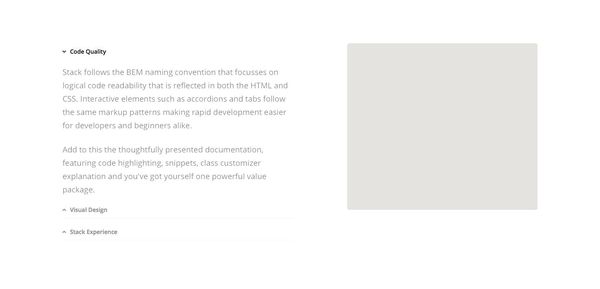 Code Quality
Stack follows the BEM naming convention that focusses on
logical code readability that is reflected in both the HTML and
CSS. Interactive elements such as accordions and tabs follow
the same markup patterns making rapid development easier
for developers and beginners alike.
Add to this the thoughtfully presented documentation,
featuring code highlighting, snippets, class customizer
explanation and you've got yourself one powerful value
package.
Visual Design
Stack Experience